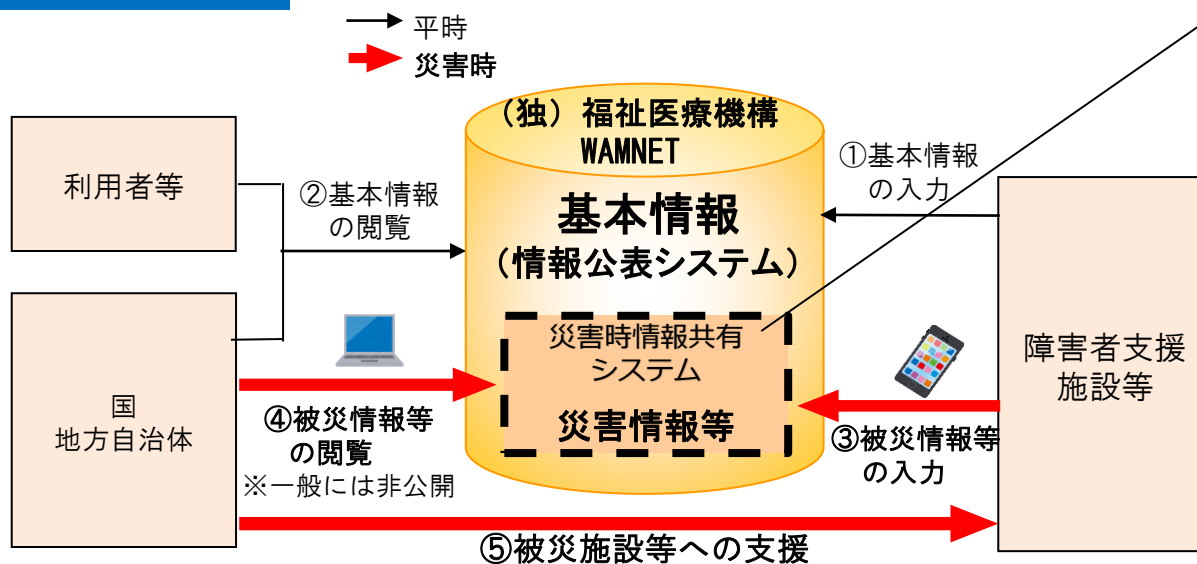 平時
災害時
(独)福祉医療機構
WAMNET
基本情報
(情報公表システム)
災害時情報共有
システム
災害情報等
利用者等
②基本情報
の閲覧
①基本情報
の入力
国
地方自治体
④被災情報等
の閲覧
※一般には非公開
障害者支援
施設等
③被災情報等
の入力
⑤被災施設等への支援